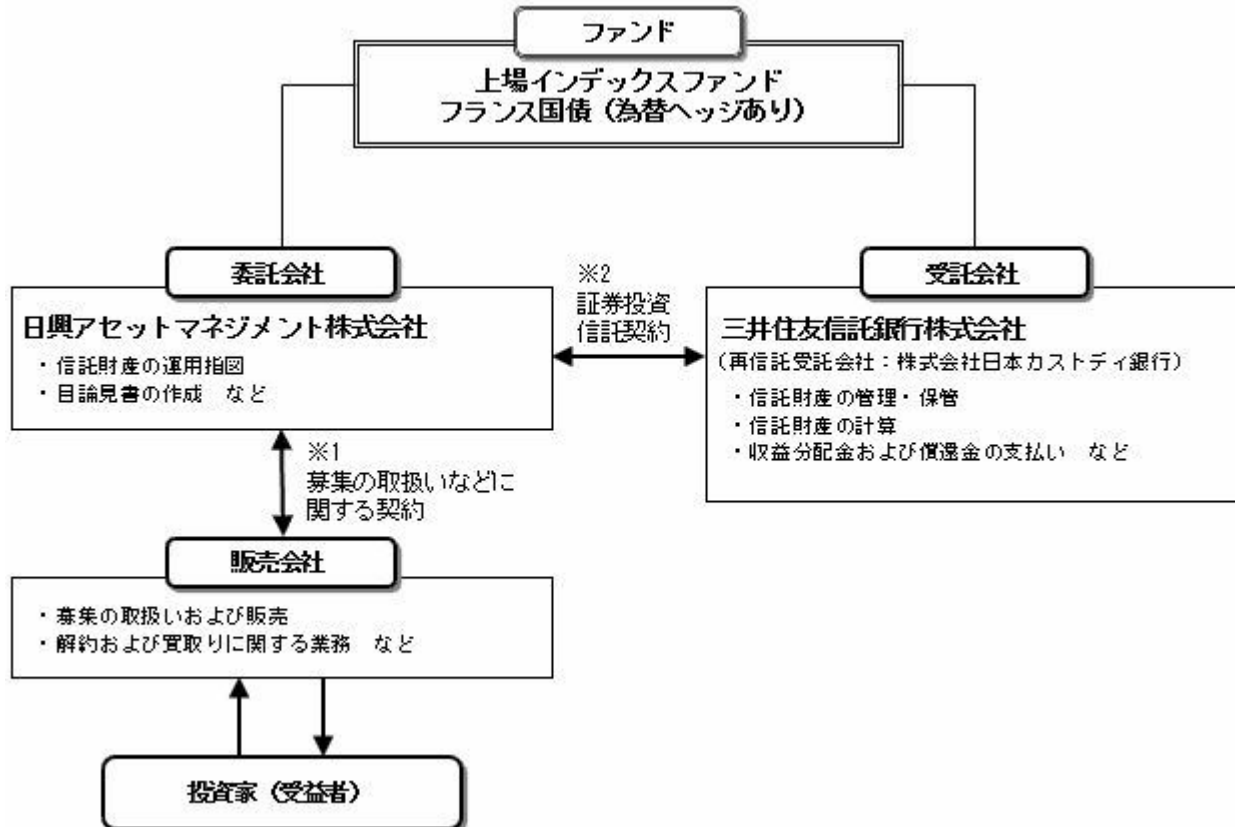 ファンド
上場インデックスファンド
フランス国債（為替ヘッジあり）
委託会社
日興アセットマネジメント株式会社
・信託財産の運用指図
・目論見書の作成　など
※2
証券投資
信託契約
受託会社
三井住友信託銀行株式会社
（再信託受託会社：株式会社日本カストディ銀行）
・信託財産の管理・保管
・信託財産の計算
・収益分配金および償還金の支払い　など
※1
募集の取扱いなどに
関する契約
販売会社
・募集の取扱いおよび販売
・解約および買取りに関する業務　など
投資家（受益者）